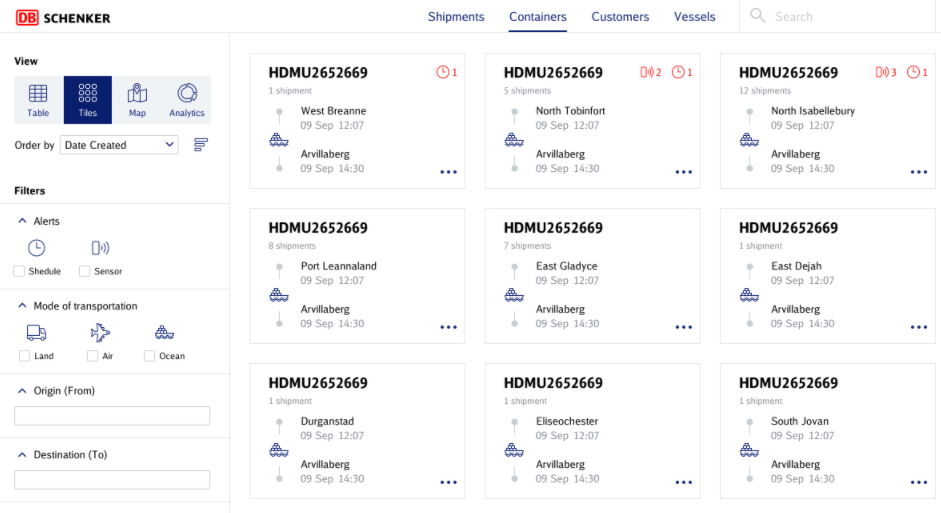 DB SCHENKER
Shipments Containers Customers Vessels Search
View
Table Tiles Map Analytics
Order by Date Created
Filters
Alerts
Shedule Sensor
Mode of transportation
Land Air Ocean
Origin (From)
Destination (To)
HDMU2652669 1
1 shipment
West Breanne
09 Sep 12:07
Arvillaberg
09 Sep 14:30
HDMU2652669 2 1
5 shipments
North Tobinfort
09 Sep 12:07
Arvillaberg
09 Sep 14:30
HDMU2652669 3 1
12 shipments
North Isabellebury
09 Sep 12:07
Arvillaberg
09 Sep 14:30
HDMU2652669
8 shipments
Port Leannaland
09 Sep 12:07
Arvillaberg
09 Sep 14:30
HDMU2652669
7 shipments
East Gladyce
09 Sep 12:07
Arvillaberg
09 Sep 14:30
HDMU2652669
1 shipment
East Dejah
09 Sep 12:07
Arvillaberg
09 Sep 14:30
HDMU2652669
1 shipment
Durganstad
09 Sep 12:07
Arvillaberg
09 Sep 14:30
HDMU2652669
1 shipment
Eliseochester
09 Sep 12:07
Arvillaberg
09 Sep 14:30
HDMU2652669
1 shipment
South Jovan
09 Sep 12:07
Arvillaberg
09 Sep 14:30